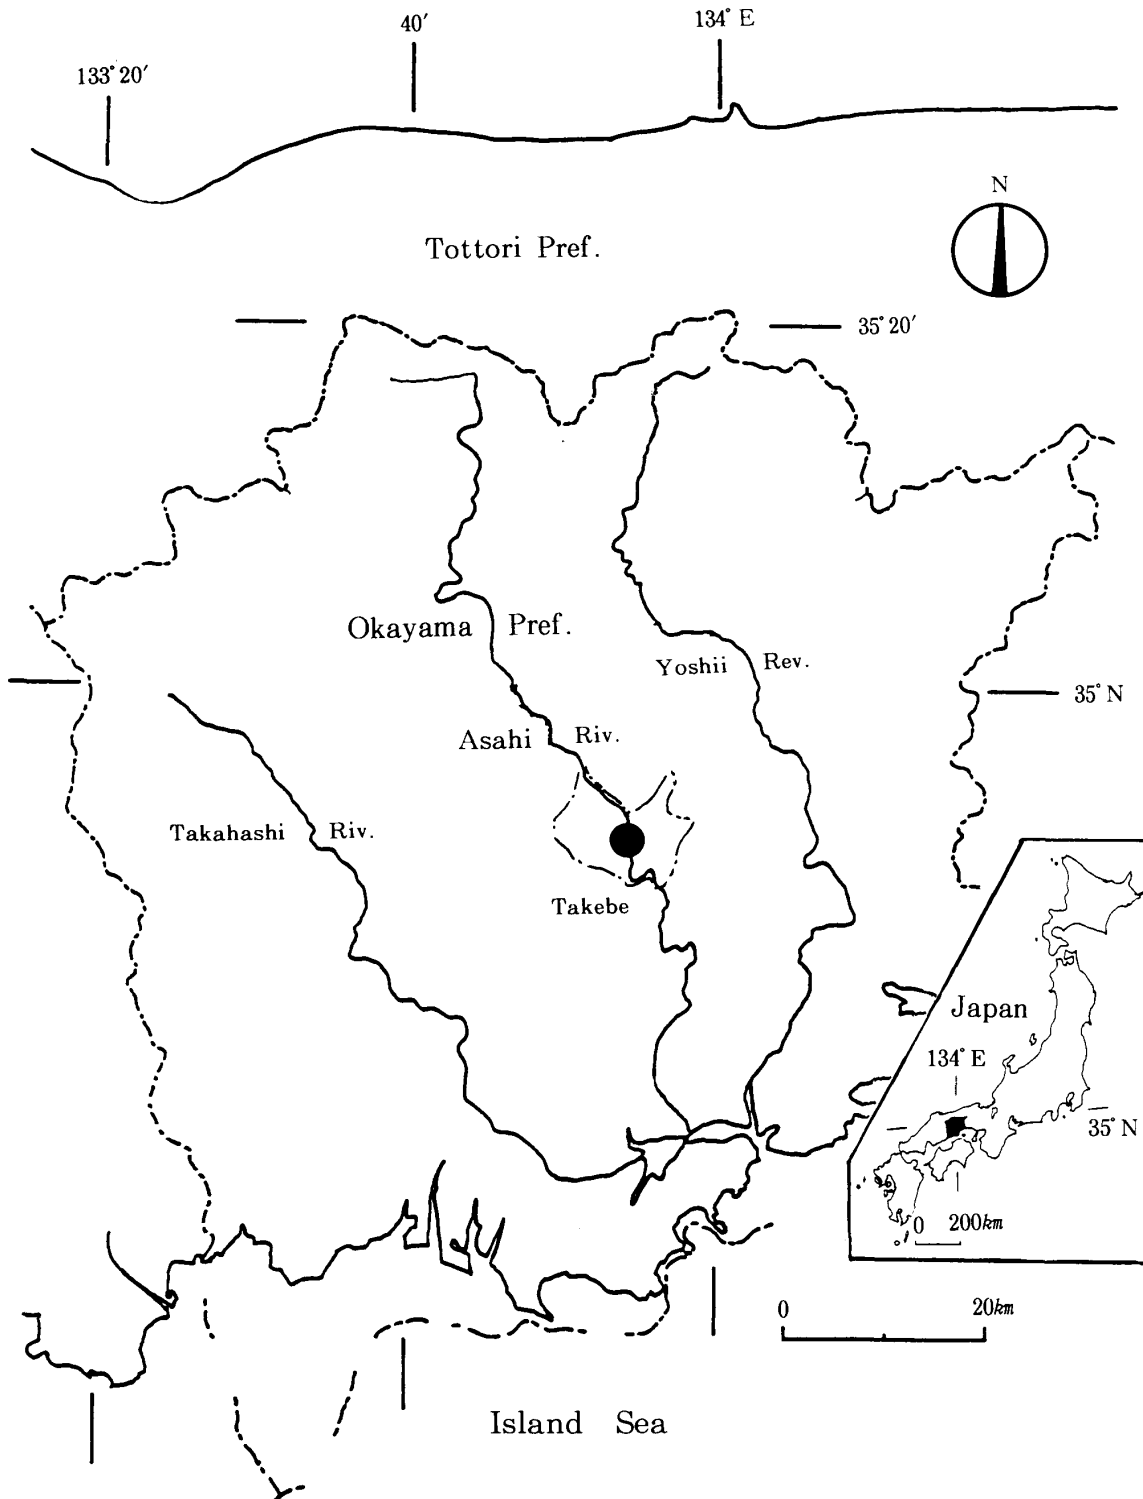 134° E
40′
133° 20′
N
Tottori Pref.
35° 20′
Okayama Pref.
Yoshii Rev.
35° N
Asahi Riv.
Takahashi Riv.
Takebe
Japan
134° E
35° N
0 200km
0 20km
Island Sea